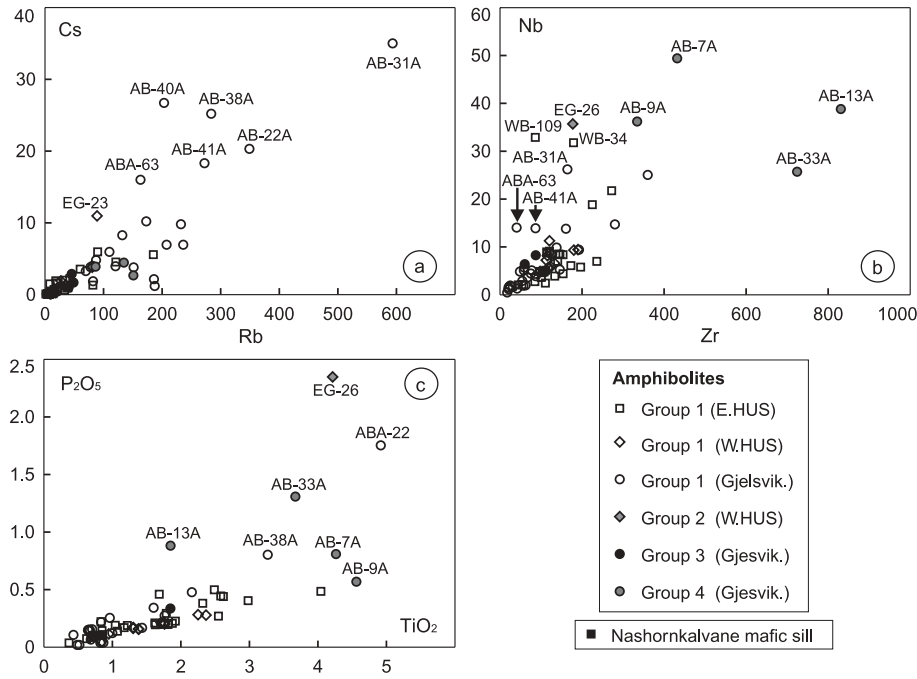 40
30
20
10
0
Cs
AB-31A
AB-40A
AB-38A
AB-22A
AB-41A
ABA-63
EG-23
a
0 100 200 300 400 500 600
Rb
60
50
40
30
20
10
0
Nb
AB-7A
EG-26
AB-9A
AB-13A
WB-109
WB-34
AB-31A
AB-33A
ABA-63
AB-41A
b
0 200 400 600 800 1000
Zr
2.5
2.0
1.5
1.0
0.5
0
P₂O₅
c
EG-26
ABA-22
AB-33A
AB-13A
AB-38A
AB-7A
AB-9A
TiO₂
0 1 2 3 4 5
Amphibolites
Group 1 (E.HUS)
Group 1 (W.HUS)
Group 1 (Gjelsvik.)
Group 2 (W.HUS)
Group 3 (Gjesvik.)
Group 4 (Gjesvik.)
Nashornkalvane mafic sill